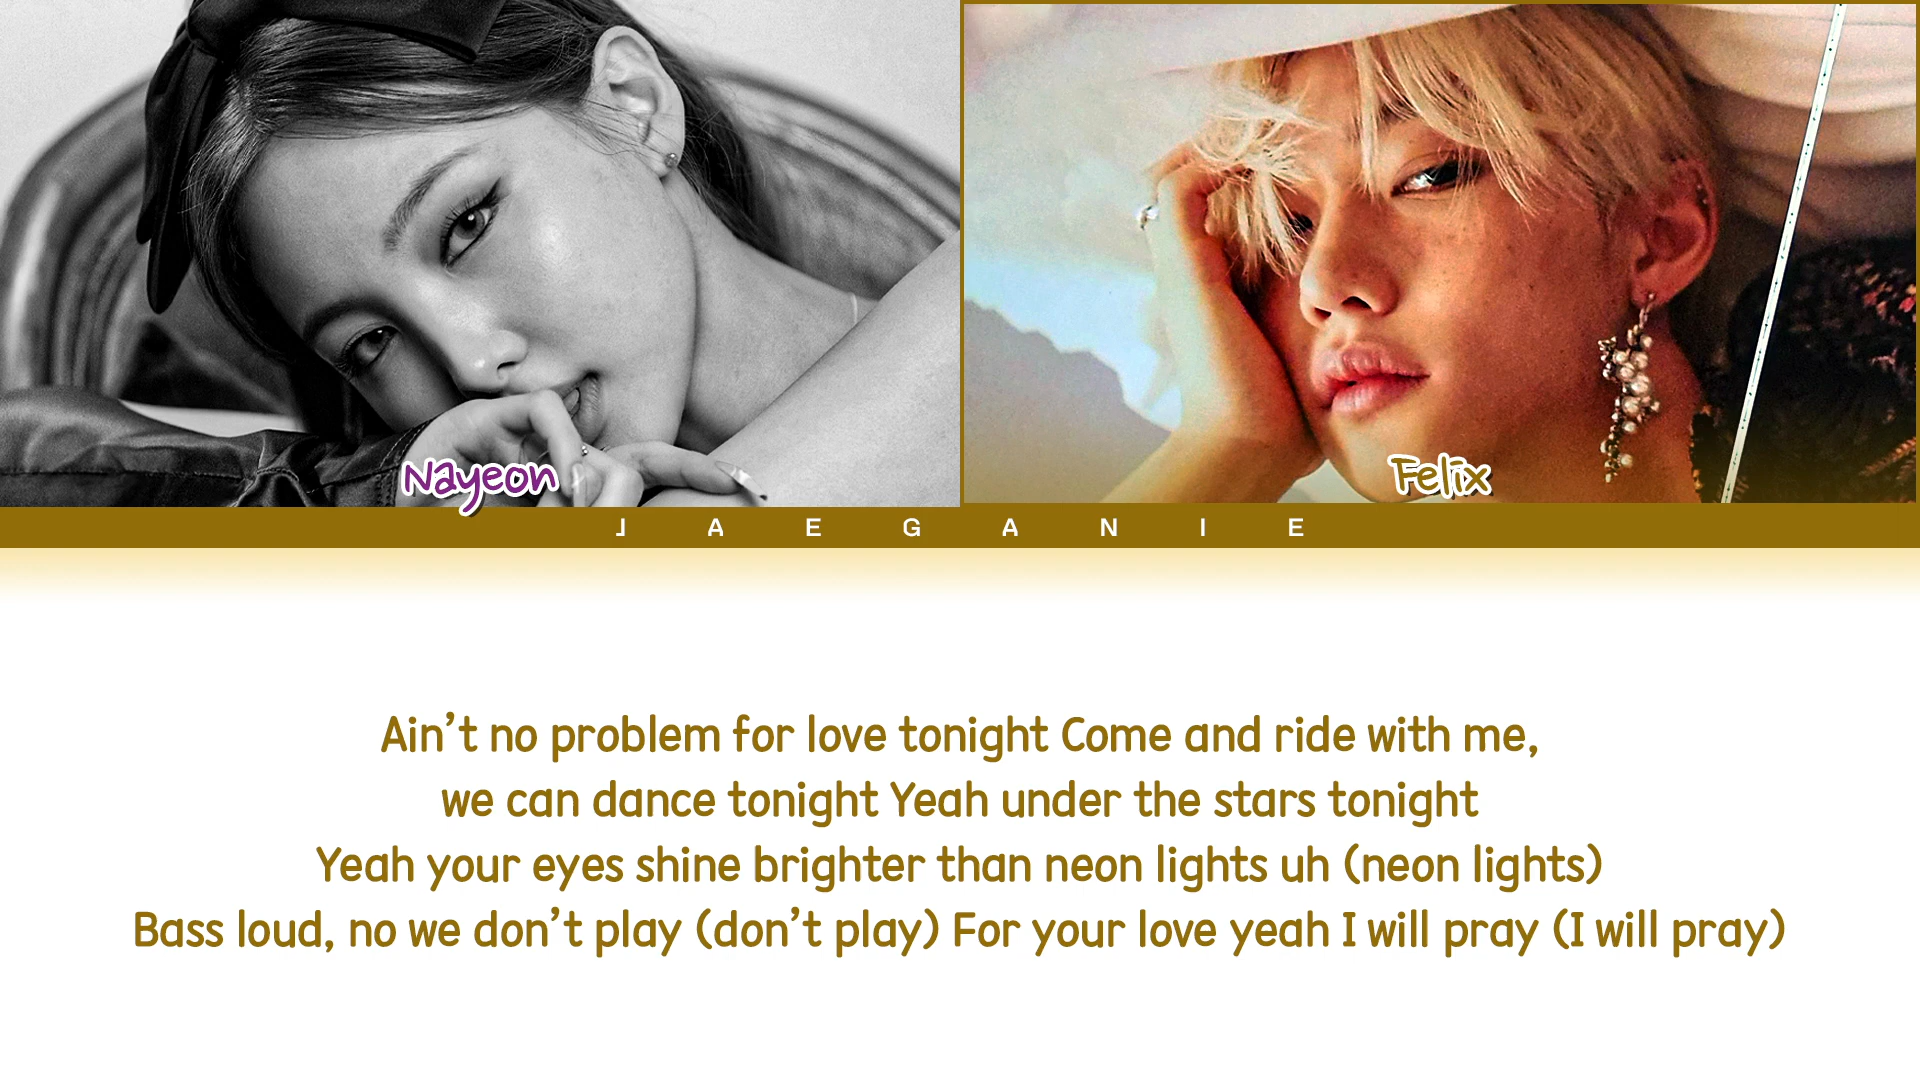 Nayeon
Felix
JAEGANIE
Ain’t no problem for love tonight Come and ride with me,
we can dance tonight Yeah under the stars tonight
Yeah your eyes shine brighter than neon lights uh (neon lights)
Bass loud, no we don’t play (don’t play) For your love yeah I will pray (I will pray)